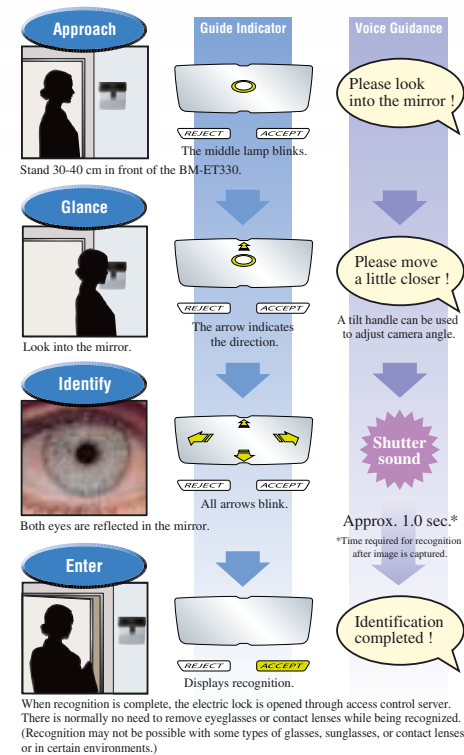 Approach
Guide Indicator
Voice Guidance
Please look
into the mirror !
REJECT
ACCEPT
The middle lamp blinks.
Stand 30-40 cm in front of the BM-ET330.
Glance
Please move
a little closer !
REJECT
ACCEPT
The arrow indicates
the direction.
A tilt handle can be used
to adjust camera angle.
Look into the mirror.
Identify
Shutter
sound
REJECT
ACCEPT
All arrows blink.
Both eyes are reflected in the mirror.
Approx. 1.0 sec.*
*Time required for recognition
after image is captured.
Enter
Identification
completed !
REJECT
ACCEPT
Displays recognition.
When recognition is complete, the electric lock is opened through access control server.
There is normally no need to remove eyeglasses or contact lenses while being recognized.
(Recognition may not be possible with some types of glasses, sunglasses, or contact lenses
or in certain environments.)